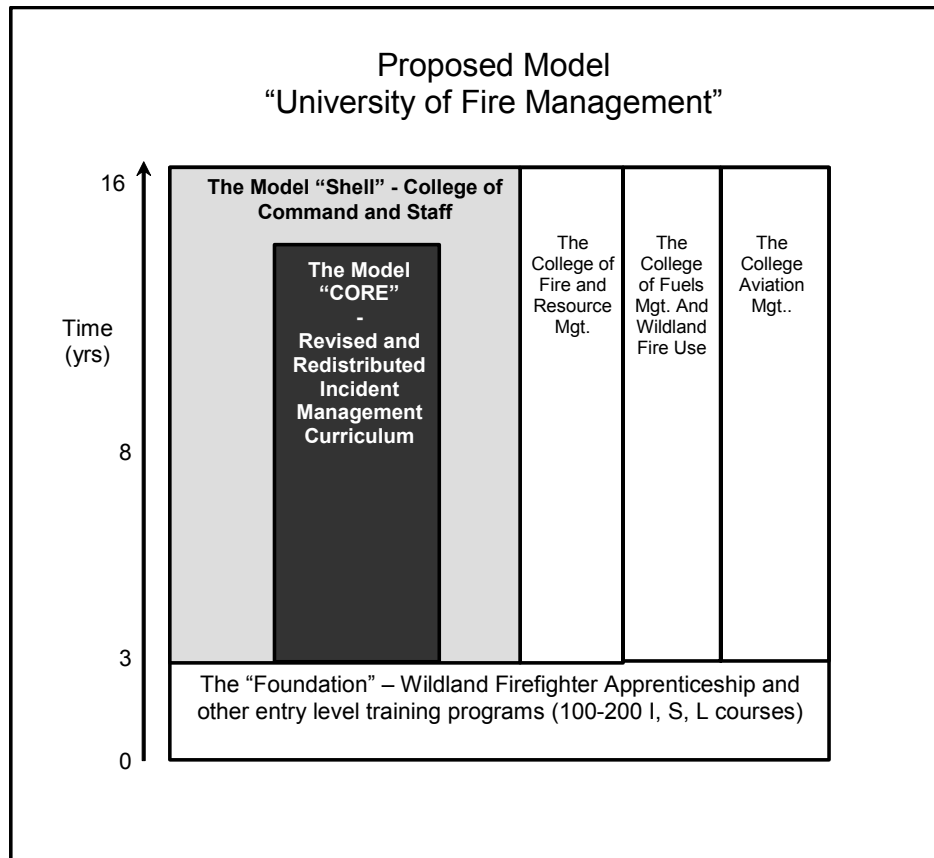 Proposed Model
“University of Fire Management”
16
The Model “Shell” - College of
Command and Staff
The Model
“CORE”
-
Revised and
Redistributed
Incident
Management
Curriculum
The
College of
Fire and
Resource
Mgt.
The
College
of Fuels
Mgt. And
Wildland
Fire Use
The
College
Aviation
Mgt..
Time
(yrs)
8
3
The “Foundation” – Wildland Firefighter Apprenticeship and
other entry level training programs (100-200 I, S, L courses)
0